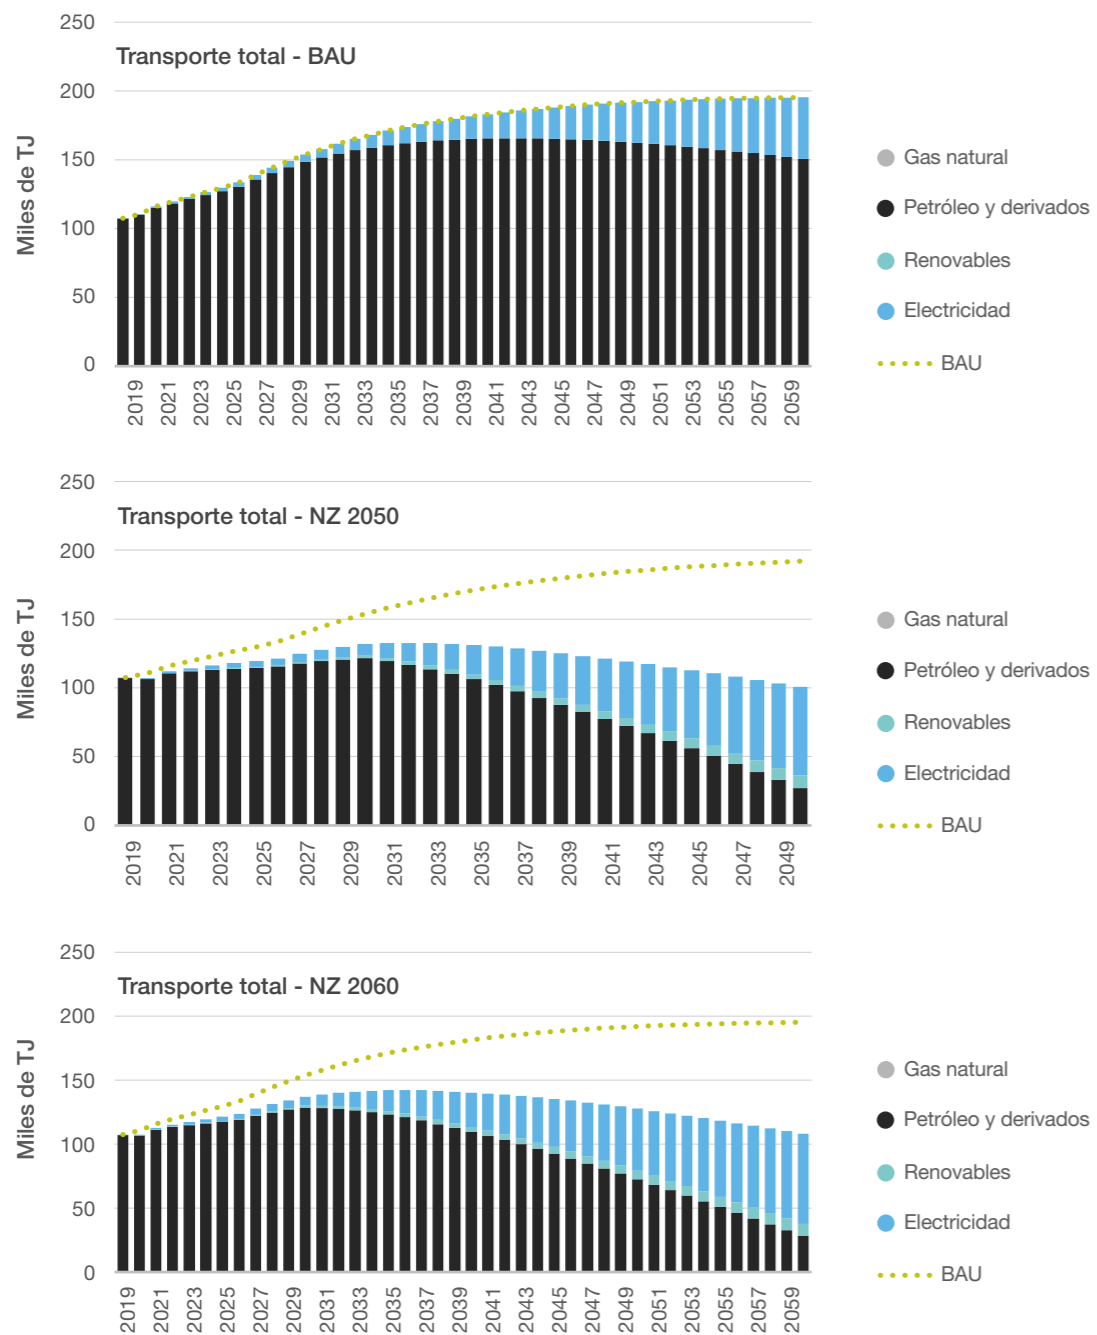 Transporte total - BAU
Miles de TJ
250
200
150
100
50
0
2019 2021 2023 2025 2027 2029 2031 2033 2035 2037 2039 2041 2043 2045 2047 2049 2051 2053 2055 2057 2059
Gas natural
Petróleo y derivados
Renovables
Electricidad
BAU
Transporte total - NZ 2050
Miles de TJ
250
200
150
100
50
0
2019 2021 2023 2025 2027 2029 2031 2033 2035 2037 2039 2041 2043 2045 2047 2049
Gas natural
Petróleo y derivados
Renovables
Electricidad
BAU
Transporte total - NZ 2060
Miles de TJ
250
200
150
100
50
0
2019 2021 2023 2025 2027 2029 2031 2033 2035 2037 2039 2041 2043 2045 2047 2049 2051 2053 2055 2057 2059
Gas natural
Petróleo y derivados
Renovables
Electricidad
BAU